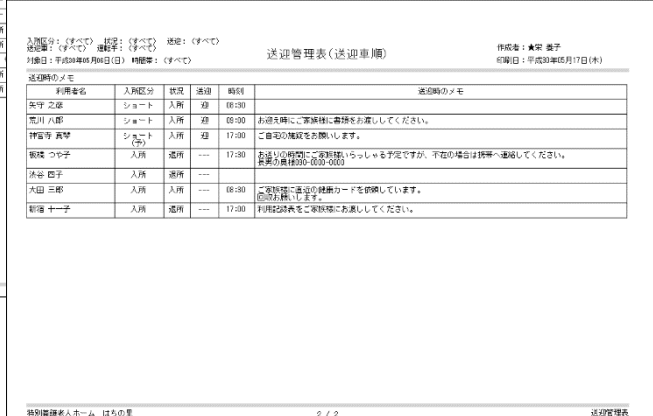 入所区分：（すべて） 状況：（すべて） 送迎：（すべて）
送迎車：（すべて） 運転手：（すべて）
対象日：平成30年05月06日(日) 時間帯：（すべて）
送迎管理表(送迎車順)
作成者：★栄 養子
印刷日：平成30年05月17日(木)
送迎時のメモ
利用者名 入所区分 状況 送迎 時刻 送迎時のメモ
矢守 之彦 ショート 入所 迎 08:30
荒川 八郎 ショート 入所 迎 09:00 お迎え時にご家族様に書類をお渡ししてください。
神宮寺 真琴 ショート(予) 入所 迎 17:00 ご自宅の施錠をお願いします。
板橋 つや子 入所 退所 --- 17:30 お送りの時間にご家族様いらっしゃる予定ですが、不在の場合は携帯へ連絡してください。
長男の奥様090-0000-0000
渋谷 四子 入所 退所 ---
大田 三郎 入所 入所 --- 08:30 ご家族様に直近の健康カードを依頼しています。
回収お願いします。
新宿 十一子 入所 退所 --- 17:00 利用記録表をご家族様にお渡ししてください。
特別養護老人ホーム はちの里
2 / 2
送迎管理表